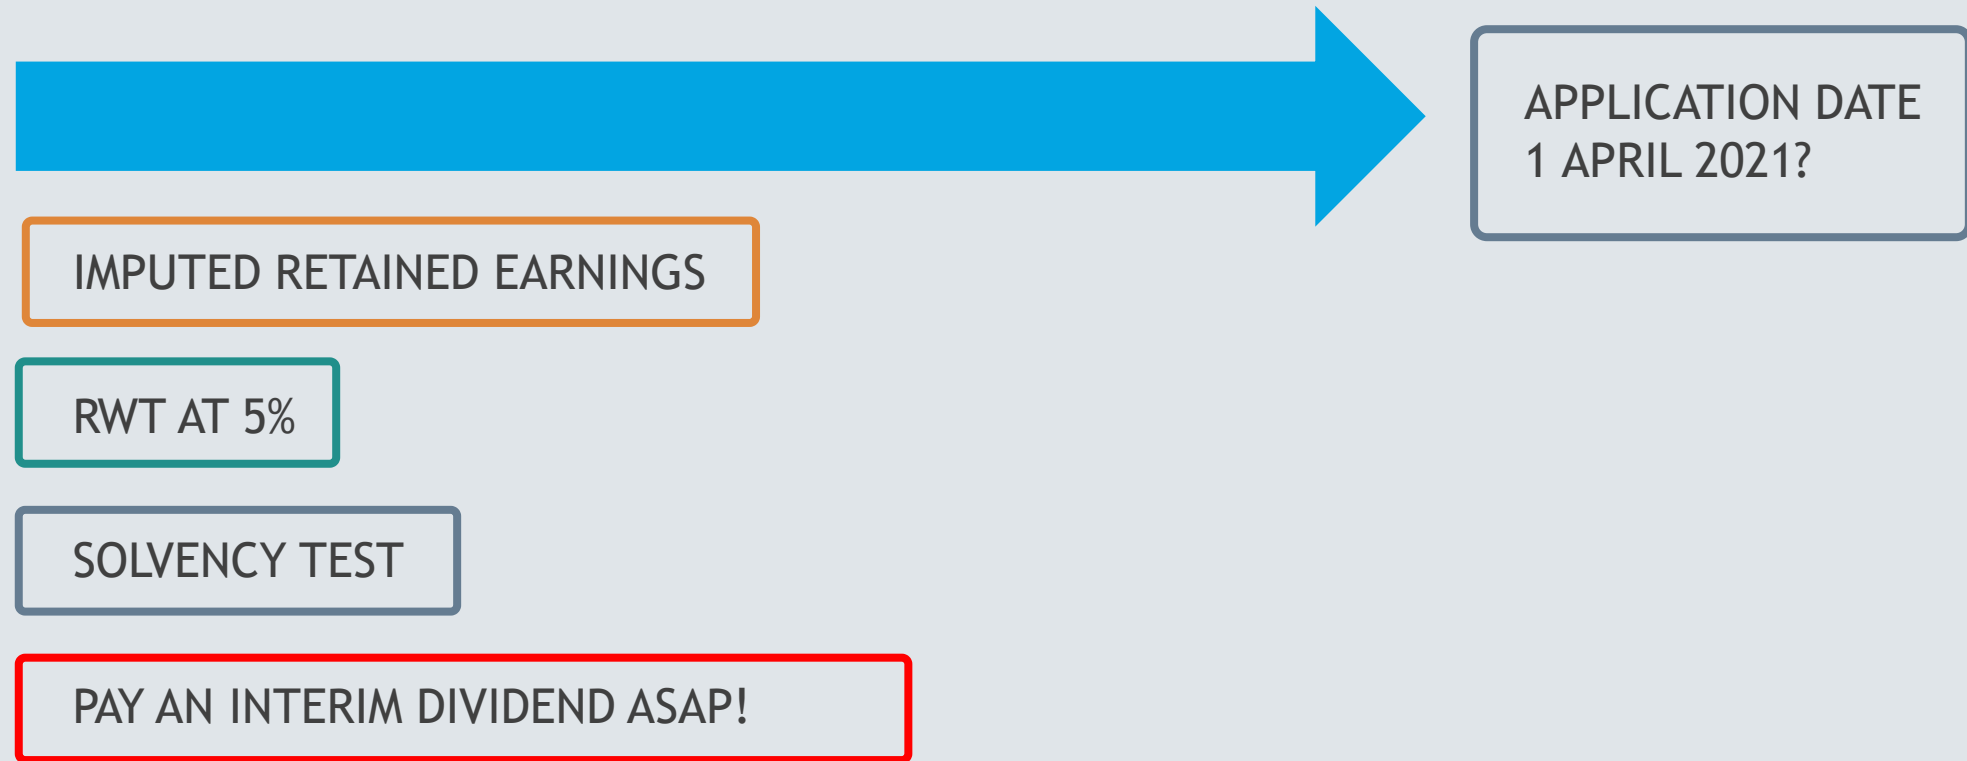 APPLICATION DATE
1 APRIL 2021?
IMPUTED RETAINED EARNINGS
RWT AT 5%
SOLVENCY TEST
PAY AN INTERIM DIVIDEND ASAP!